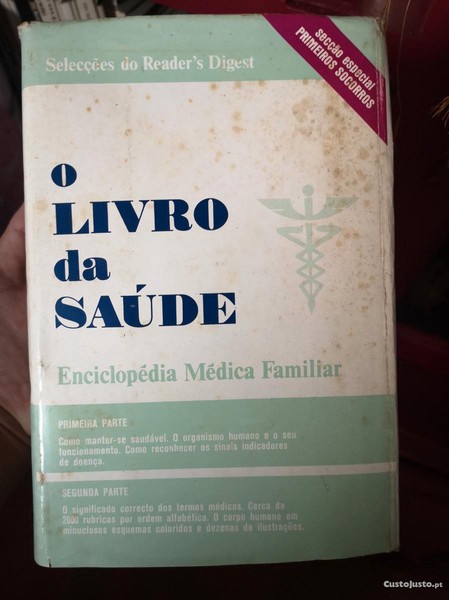 Selecções do Reader's Digest
secção especial
PRIMEIROS SOCORROS
O
LIVRO
da
SAÚDE
Enciclopédia Médica Familiar
PRIMEIRA PARTE
Como manter-se saudável. O organismo humano e o seu
funcionamento. Como reconhecer os sinais indicadores
de doença.
SEGUNDA PARTE
O significado correcto dos termos médicos. Cerca de
2000 rubricas por ordem alfabética. O corpo humano em
minuciosos esquemas coloridos e dezenas de ilustrações.
CustoJusto.pt